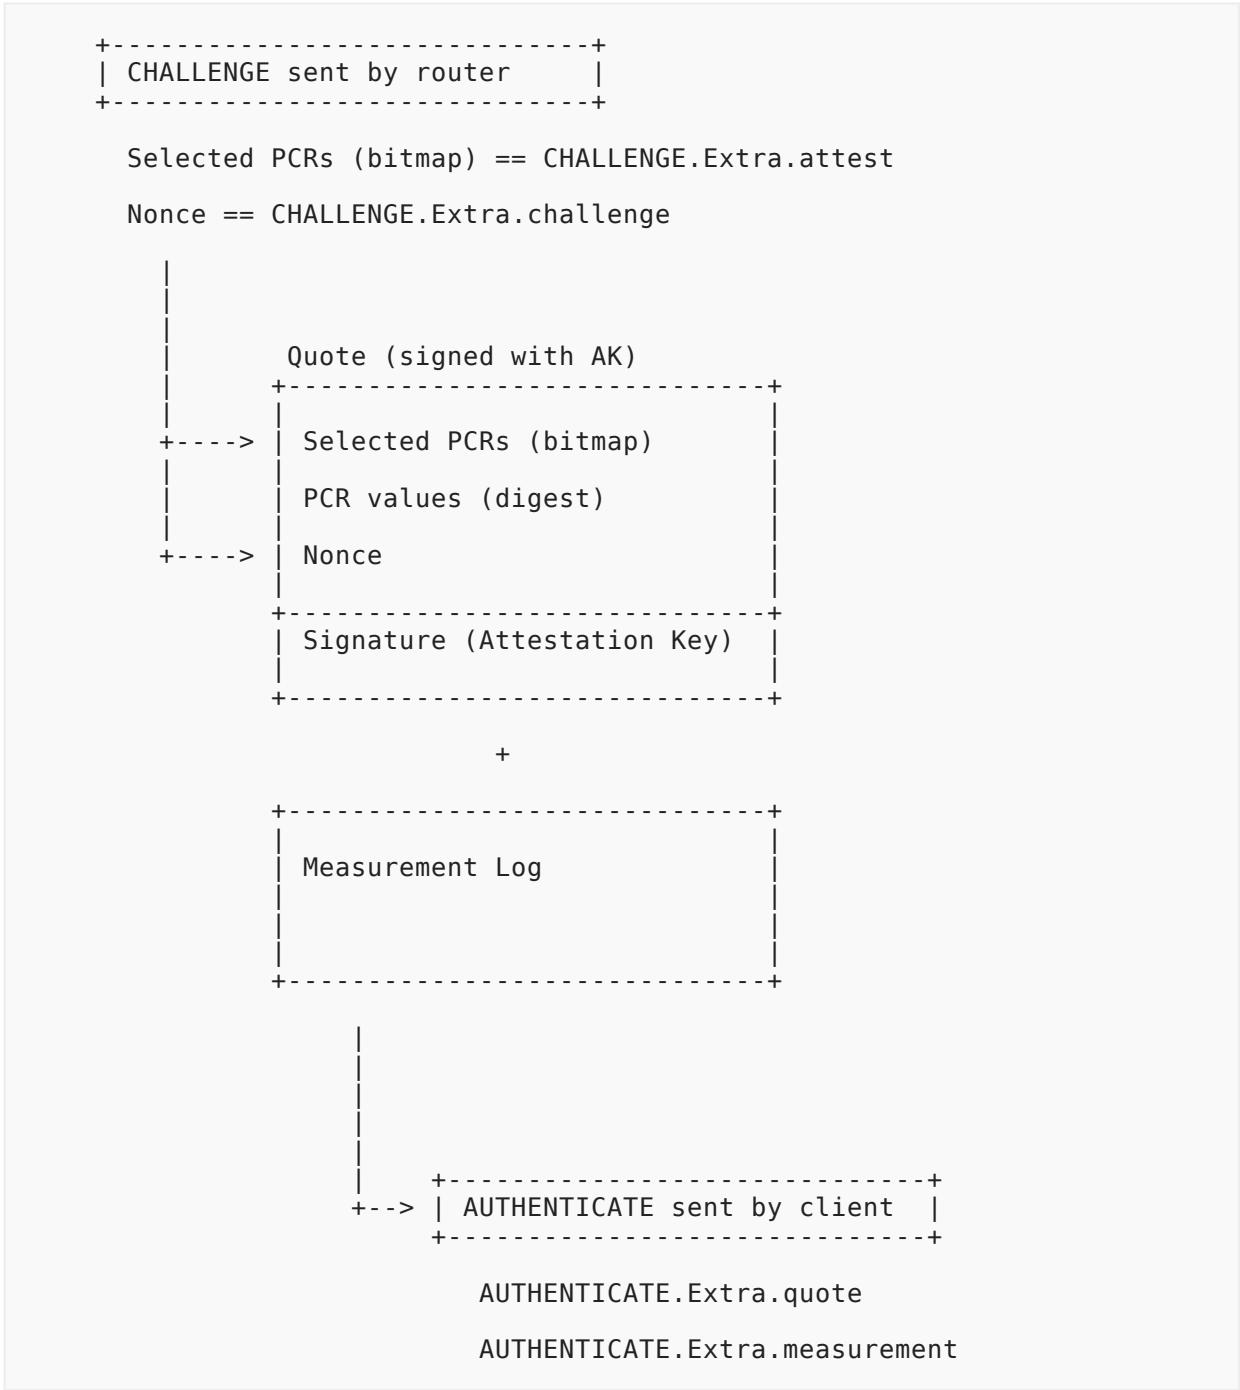 CHALLENGE sent by router
Selected PCRs (bitmap) == CHALLENGE.Extra.attest
Nonce == CHALLENGE.Extra.challenge
Quote (signed with AK)
Selected PCRs (bitmap)
PCR values (digest)
Nonce
Signature (Attestation Key)
+
Measurement Log
AUTHENTICATE sent by client
AUTHENTICATE.Extra.quote
AUTHENTICATE.Extra.measurement